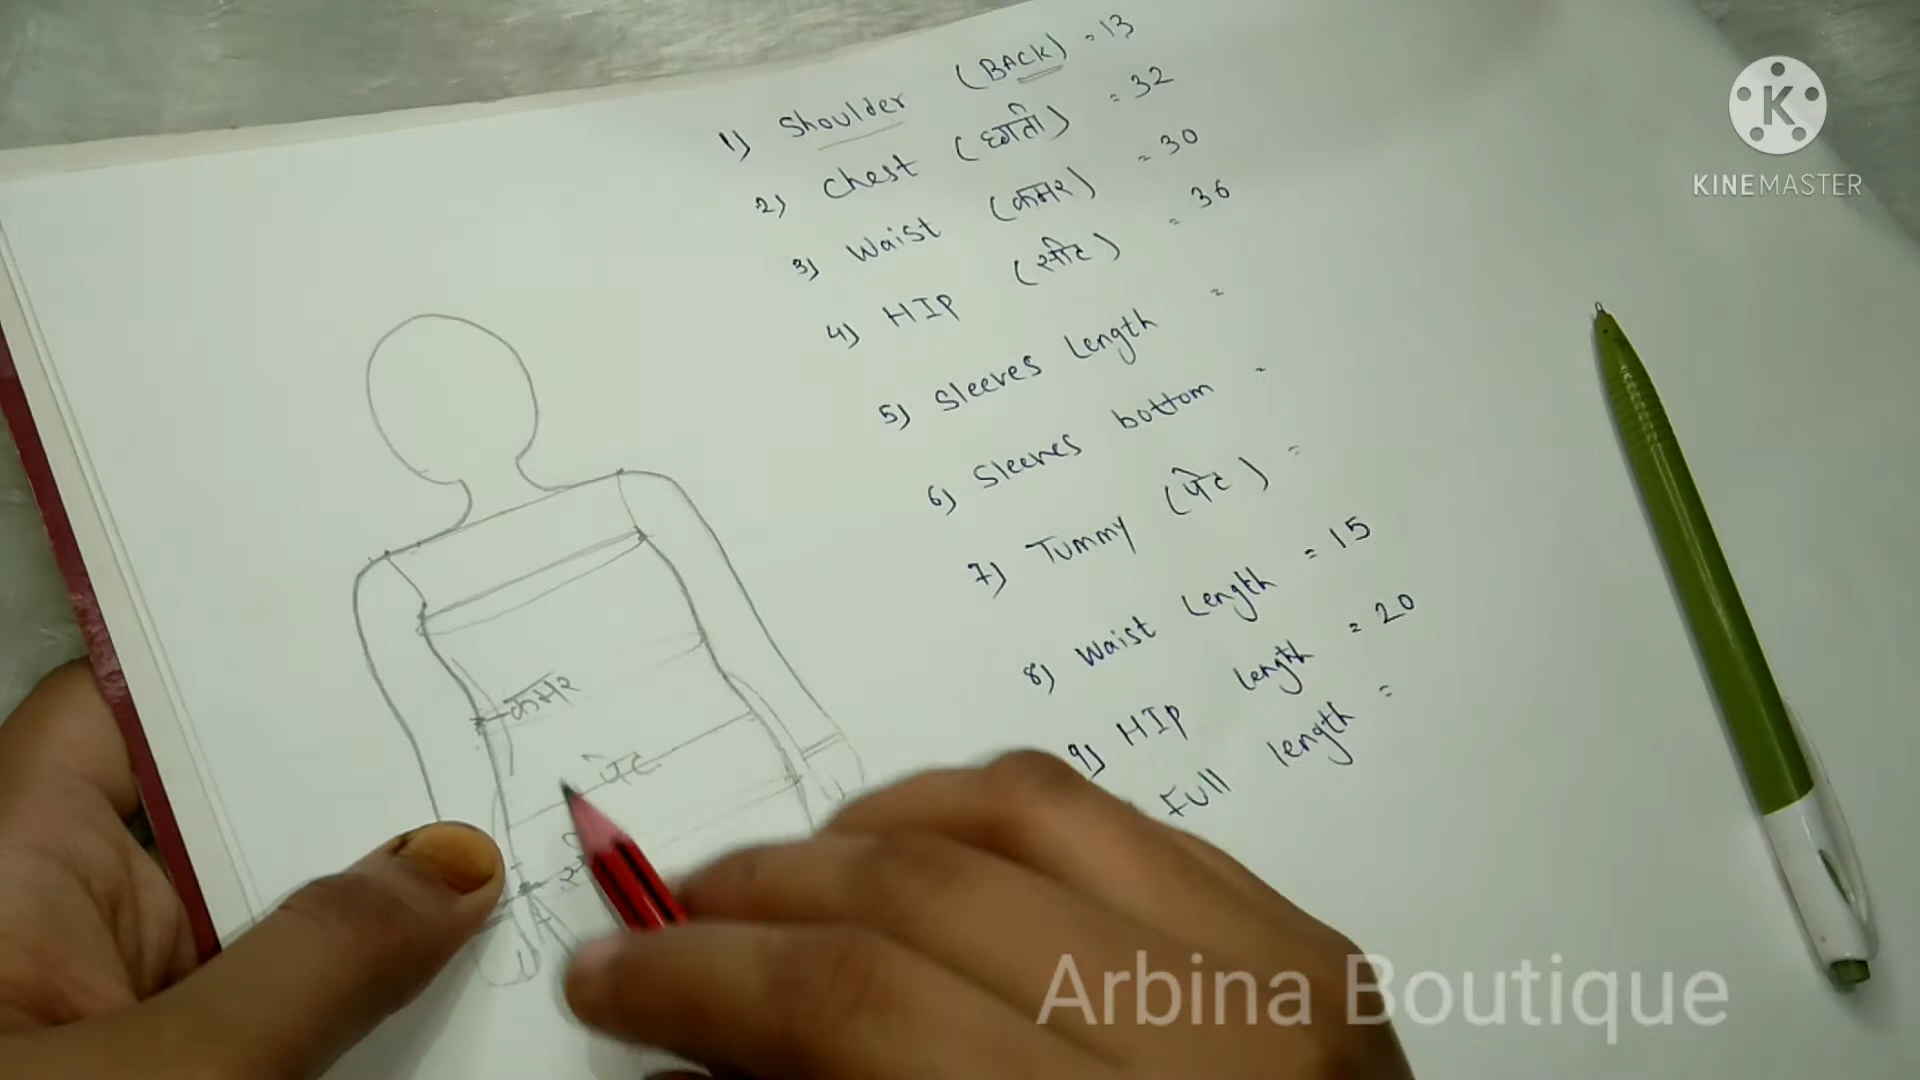 1) Shoulder (BACK) = 13
2) Chest (छाती) = 32
3) Waist (कमर) = 30
4) HIP (सीट) = 36
5) Sleeves Length =
6) Sleeves bottom =
7) Tummy (पेट) =
8) Waist Length = 15
9) HIP Length = 20
Full length =
कमर
पेट
K
KINEMASTER
Arbina Boutique